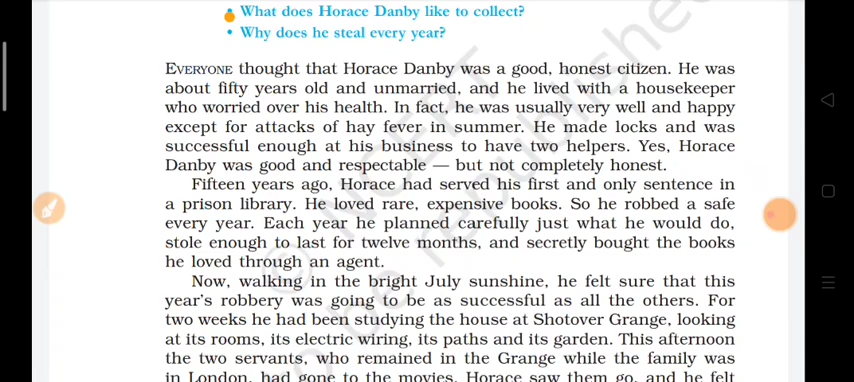 • What does Horace Danby like to collect?
• Why does he steal every year?
EVERYONE thought that Horace Danby was a good, honest citizen. He was
about fifty years old and unmarried, and he lived with a housekeeper
who worried over his health. In fact, he was usually very well and happy
except for attacks of hay fever in summer. He made locks and was
successful enough at his business to have two helpers. Yes, Horace
Danby was good and respectable — but not completely honest.
Fifteen years ago, Horace had served his first and only sentence in
a prison library. He loved rare, expensive books. So he robbed a safe
every year. Each year he planned carefully just what he would do,
stole enough to last for twelve months, and secretly bought the books
he loved through an agent.
Now, walking in the bright July sunshine, he felt sure that this
year's robbery was going to be as successful as all the others. For
two weeks he had been studying the house at Shotover Grange, looking
at its rooms, its electric wiring, its paths and its garden. This afternoon
the two servants, who remained in the Grange while the family was
in London, had gone to the movies. Horace saw them go, and he felt
© NCERT
to be republished